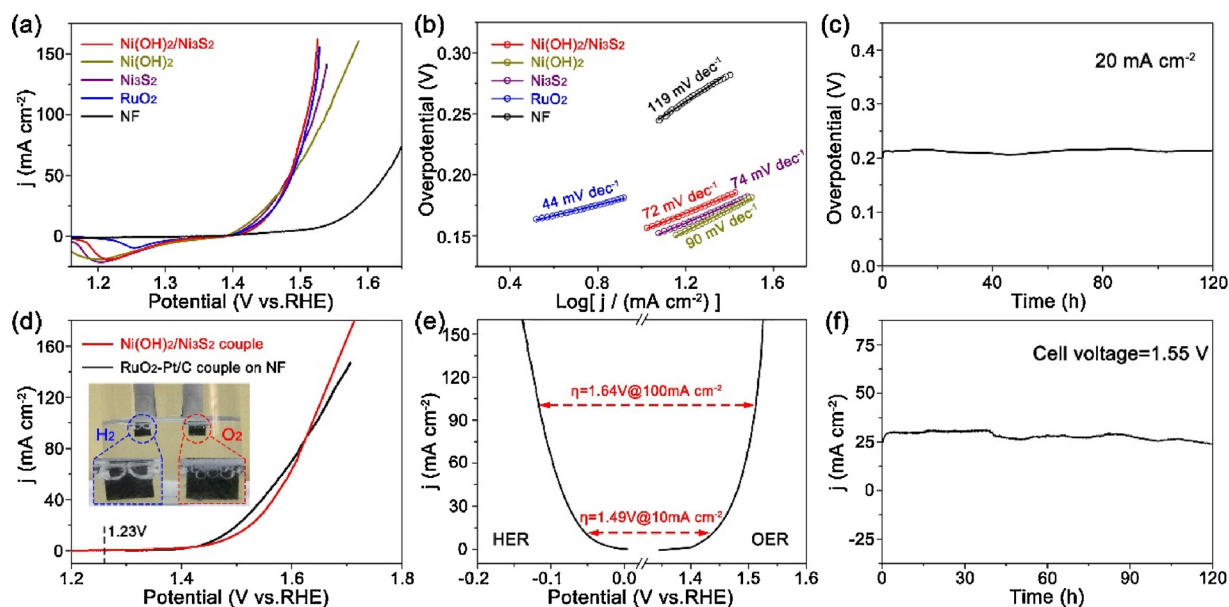 (a)
Ni(OH)₂/Ni₃S₂
Ni(OH)₂
Ni₃S₂
RuO₂
NF
j (mA cm⁻²)
150
100
50
0
1.2
1.3
1.4
1.5
1.6
Potential (V vs.RHE)
(b)
Ni(OH)₂/Ni₃S₂
Ni(OH)₂
Ni₃S₂
RuO₂
NF
119 mV dec⁻¹
44 mV dec⁻¹
72 mV dec⁻¹
74 mV dec⁻¹
90 mV dec⁻¹
Overpotential (V)
0.30
0.25
0.20
0.15
0.4
0.8
1.2
1.6
Log[ j / (mA cm⁻²) ]
(c)
20 mA cm⁻²
Overpotential (V)
0.4
0.3
0.2
0.1
0.0
0
20
40
60
80
100
120
Time (h)
(d)
Ni(OH)₂/Ni₃S₂ couple
RuO₂-Pt/C couple on NF
H₂
O₂
1.23V
j (mA cm⁻²)
160
120
80
40
0
1.2
1.4
1.6
1.8
Potential (V vs.RHE)
(e)
η=1.64V@100mA cm⁻²
η=1.49V@10mA cm⁻²
HER
OER
j (mA cm⁻²)
150
120
90
60
30
0
-0.2
-0.1
0.0
1.4
1.5
Potential (V vs.RHE)
(f)
Cell voltage=1.55 V
j (mA cm⁻²)
75
50
25
0
-25
0
30
60
90
120
Time (h)